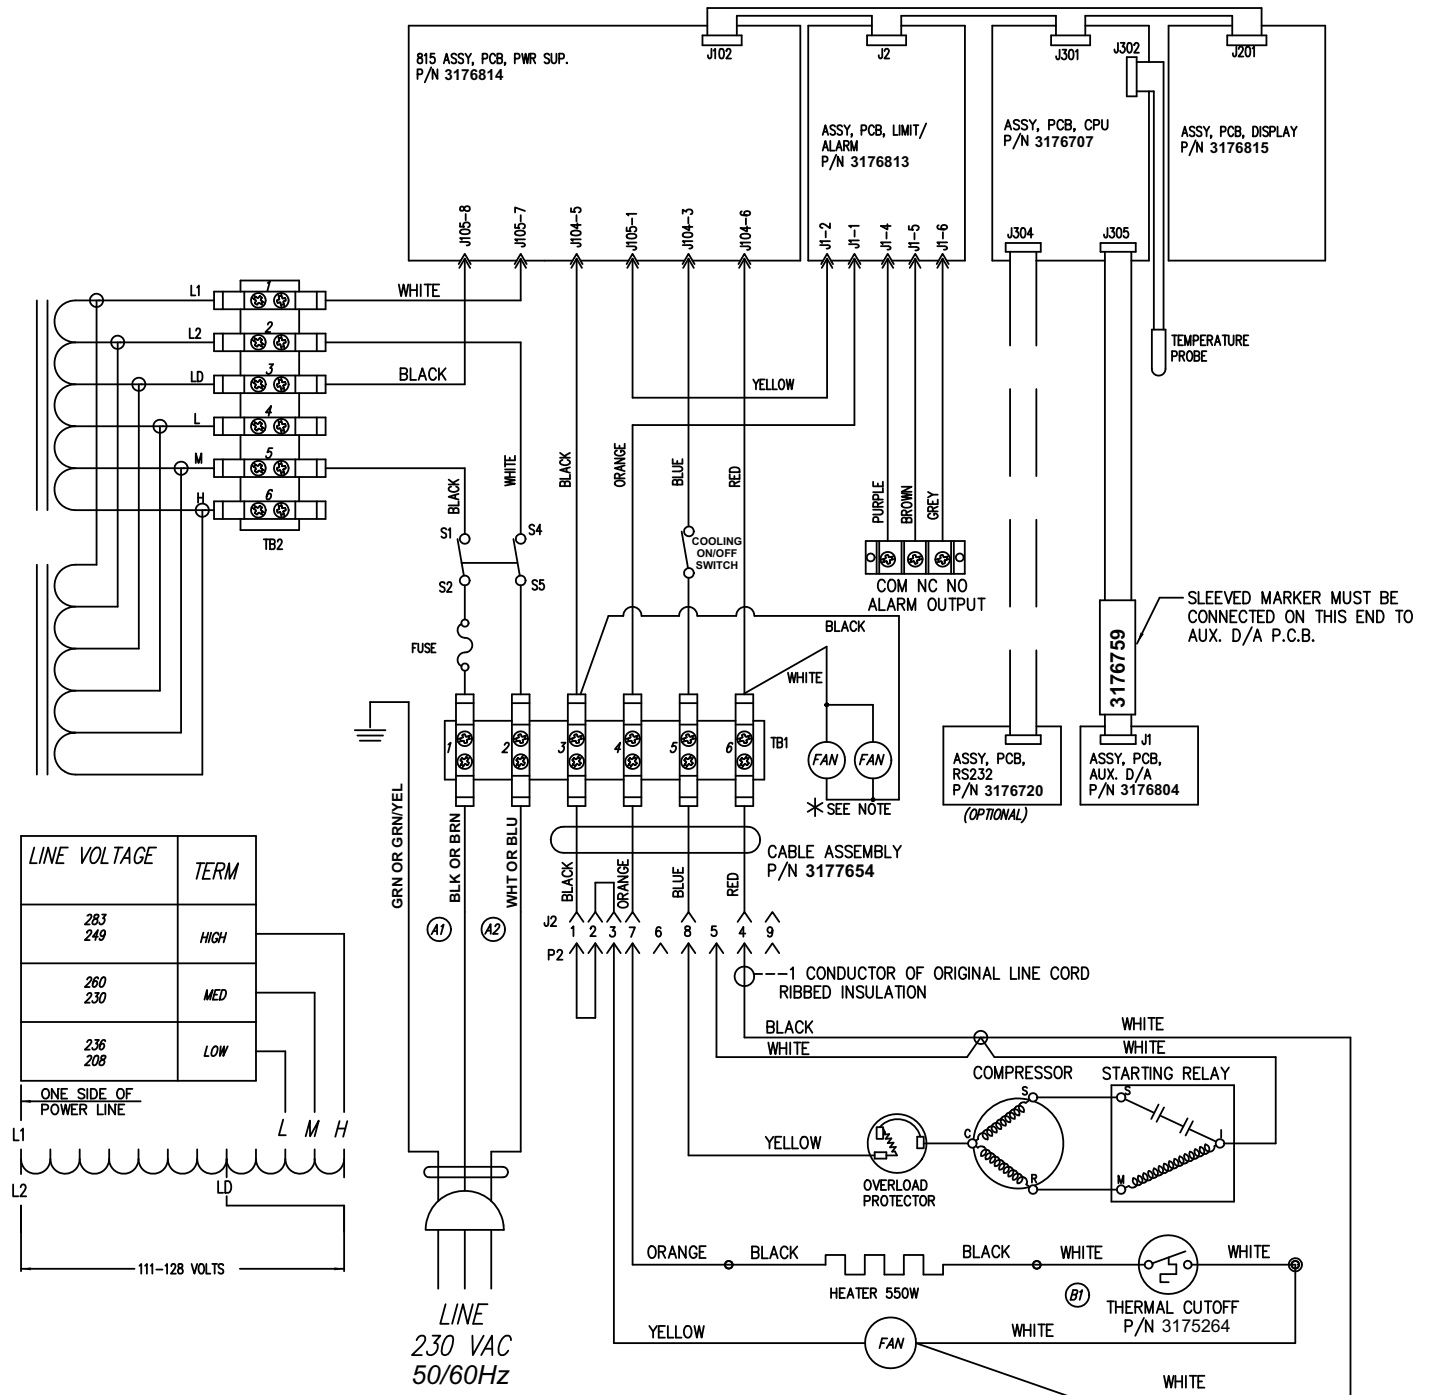 J102
J2
J301
J302
J201
815 ASSY, PCB, PWR SUP.
P/N 3176814
ASSY, PCB, LIMIT/
ALARM
P/N 3176813
ASSY, PCB, CPU
P/N 3176707
ASSY, PCB, DISPLAY
P/N 3176815
J105-8
J105-7
J104-5
J105-1
J104-3
J104-6
J1-2
J1-1
J1-4
J1-5
J1-6
J304
J305
L1
1
WHITE
L2
2
LD
3
BLACK
L
4
M
5
H
6
TB2
YELLOW
TEMPERATURE
PROBE
BLACK
WHITE
BLACK
ORANGE
BLUE
RED
PURPLE
BROWN
GREY
S1
S4
S2
S5
COOLING
ON/OFF
SWITCH
COM NC NO
ALARM OUTPUT
BLACK
FUSE
WHITE
SLEEVED MARKER MUST BE
CONNECTED ON THIS END TO
AUX. D/A P.C.B.
3176759
1
2
3
4
5
6
TB1
FAN
FAN
SEE NOTE
J1
ASSY, PCB,
RS232
P/N 3176720
(OPTIONAL)
ASSY, PCB,
AUX. D/A
P/N 3176804
GRN OR GRN/YEL
BLK OR BRN
WHT OR BLU
CABLE ASSEMBLY
P/N 3177654
BLACK
ORANGE
BLUE
RED
A1
A2
J2
1 2 3 7 6 8 5 4 9
P2
LINE VOLTAGE
TERM
283
249
HIGH
260
230
MED
236
208
LOW
ONE SIDE OF
POWER LINE
L M H
L1
L2
LD
111-128 VOLTS
1 CONDUCTOR OF ORIGINAL LINE CORD
RIBBED INSULATION
BLACK
WHITE
WHITE
WHITE
COMPRESSOR
STARTING RELAY
S
S
YELLOW
C
I
R
M
OVERLOAD
PROTECTOR
ORANGE
BLACK
BLACK
WHITE
WHITE
HEATER 550W
B1
THERMAL CUTOFF
P/N 3175264
YELLOW
FAN
WHITE
WHITE
LINE
230 VAC
50/60Hz